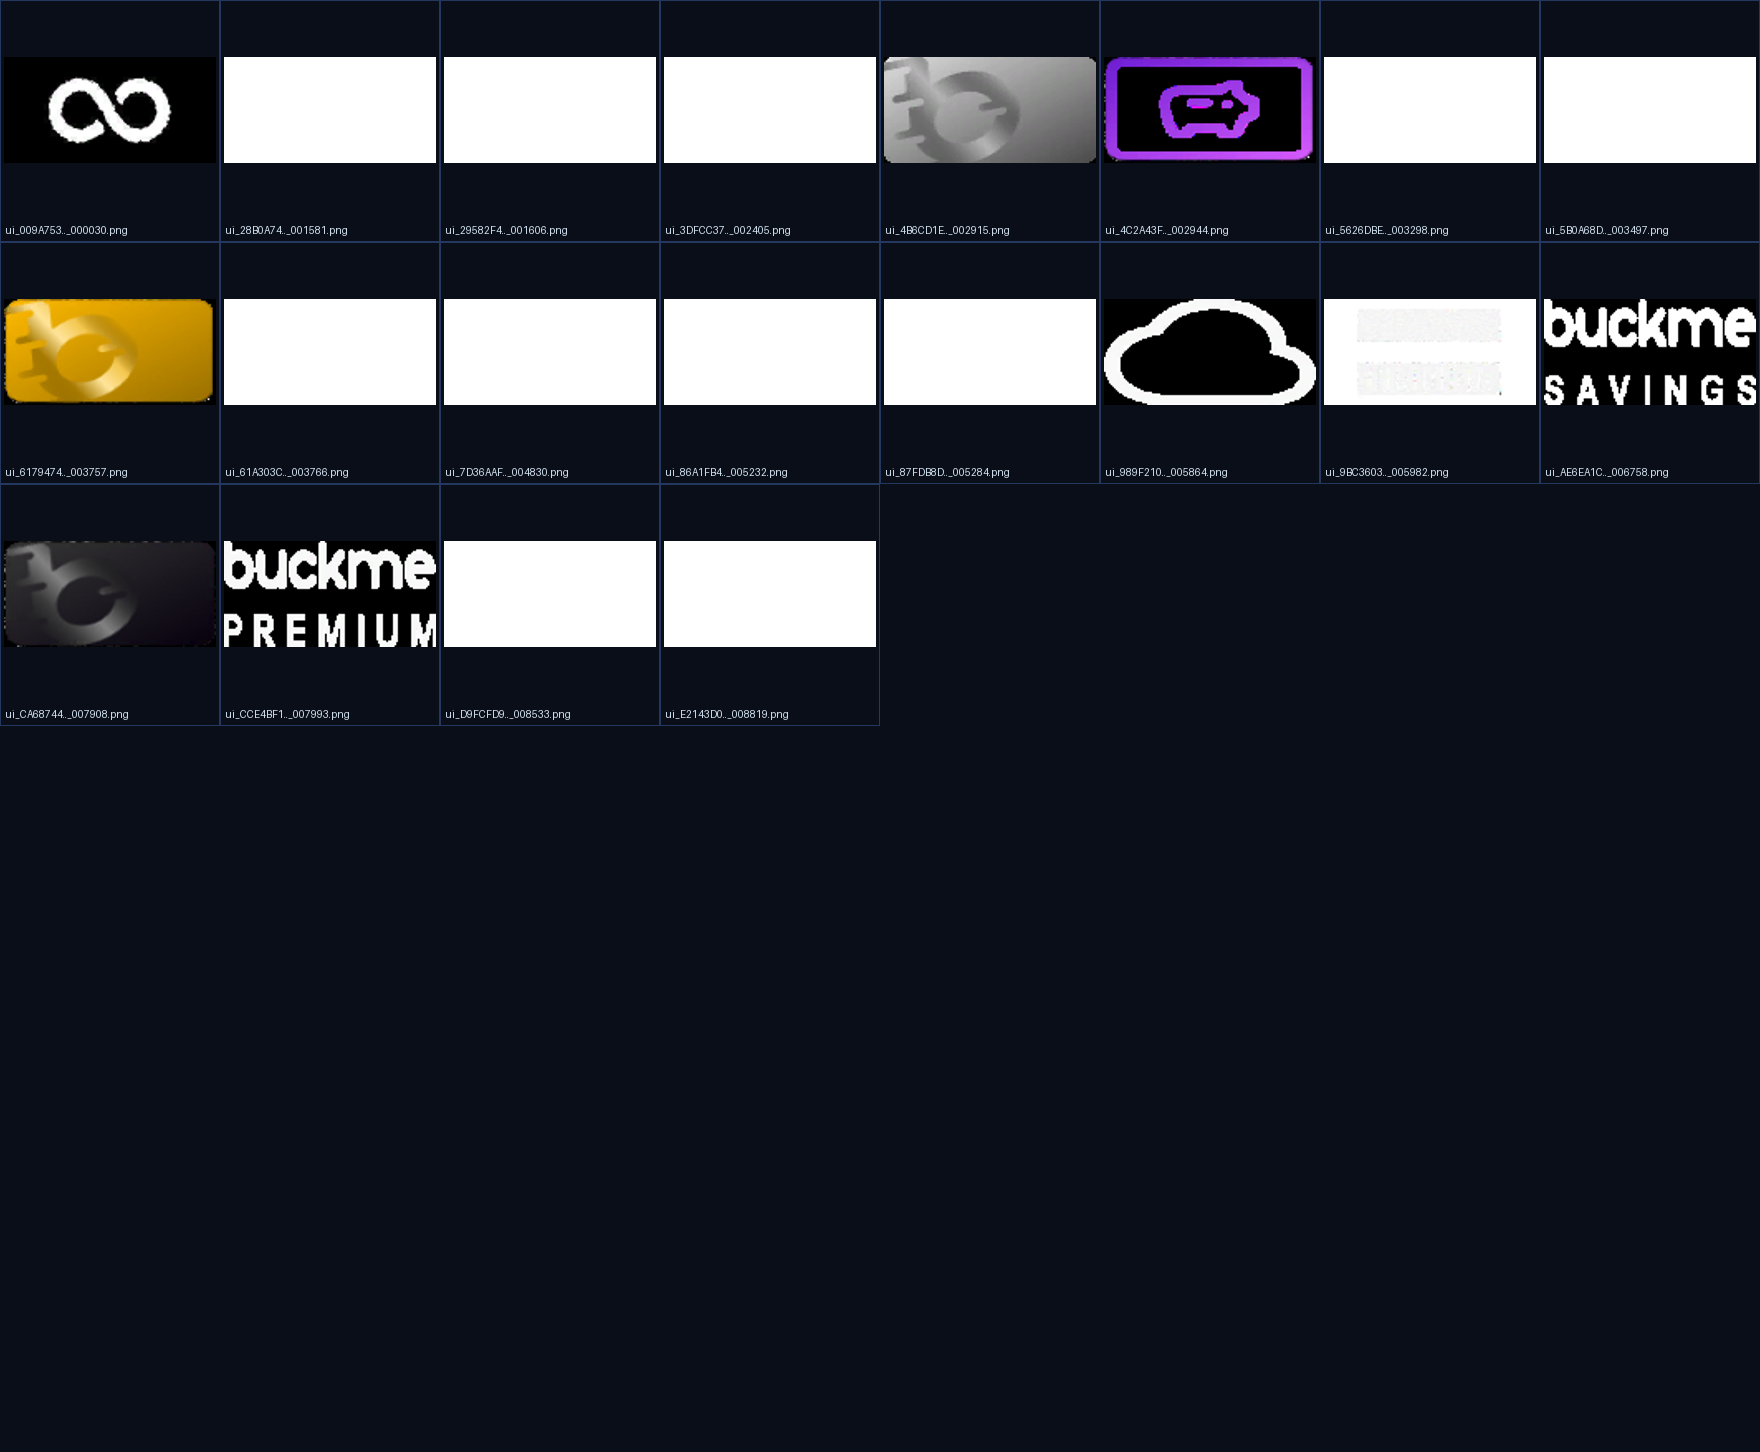 ui_009A753.._000030.png
ui_28B0A74.._001581.png
ui_29582F4.._001606.png
ui_3DFCC37.._002405.png
ui_4B6CD1E.._002915.png
ui_4C2A43F.._002944.png
ui_5626DBE.._003298.png
ui_5B0A68D.._003497.png
buckme
SAVINGS
ui_6179474.._003757.png
ui_61A303C.._003766.png
ui_7D36AAF.._004830.png
ui_86A1FB4.._005232.png
ui_87FDB8D.._005284.png
ui_989F210.._005864.png
ui_9BC3603.._005982.png
ui_AE6EA1C.._006758.png
buckme
PREMIUM
ui_CA68744.._007908.png
ui_CCE4BF1.._007993.png
ui_D9FCFD9.._008533.png
ui_E2143D0.._008819.png